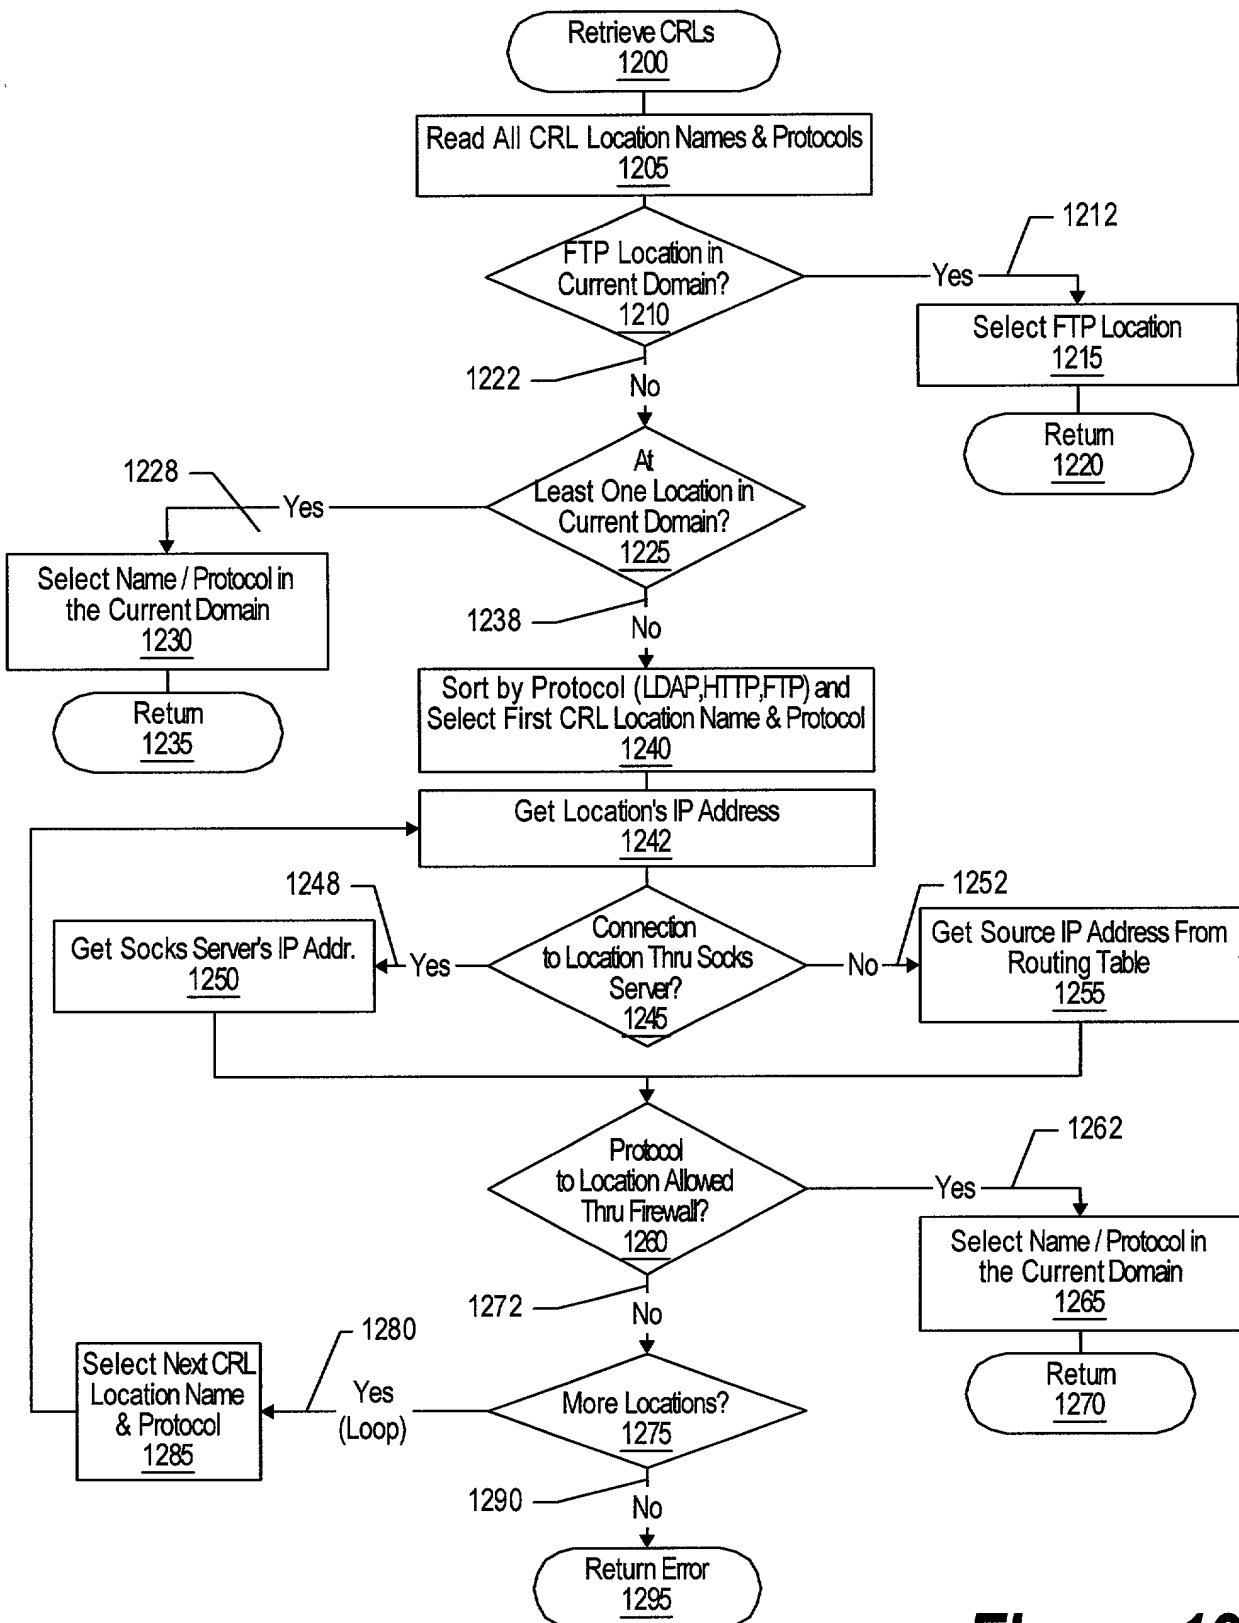 Retrieve CRLs
1200
Read All CRL Location Names & Protocols
1205
1212
FTP Location in
Current Domain?
1210
Yes
Select FTP Location
1215
1222
No
Return
1220
1228
Yes
At
Least One Location in
Current Domain?
1225
Select Name / Protocol in
the Current Domain
1230
1238
No
Return
1235
Sort by Protocol (LDAP,HTTP,FTP) and
Select First CRL Location Name & Protocol
1240
Get Location's IP Address
1242
1248
1252
Get Socks Server's IP Addr.
1250
Yes
Connection
to Location Thru Socks
Server?
1245
No
Get Source IP Address From
Routing Table
1255
1262
Protocol
to Location Allowed
Thru Firewall?
1260
Yes
Select Name / Protocol in
the Current Domain
1265
1272
No
Return
1270
1280
Select Next CRL
Location Name
& Protocol
1285
Yes
(Loop)
More Locations?
1275
1290
No
Return Error
1295